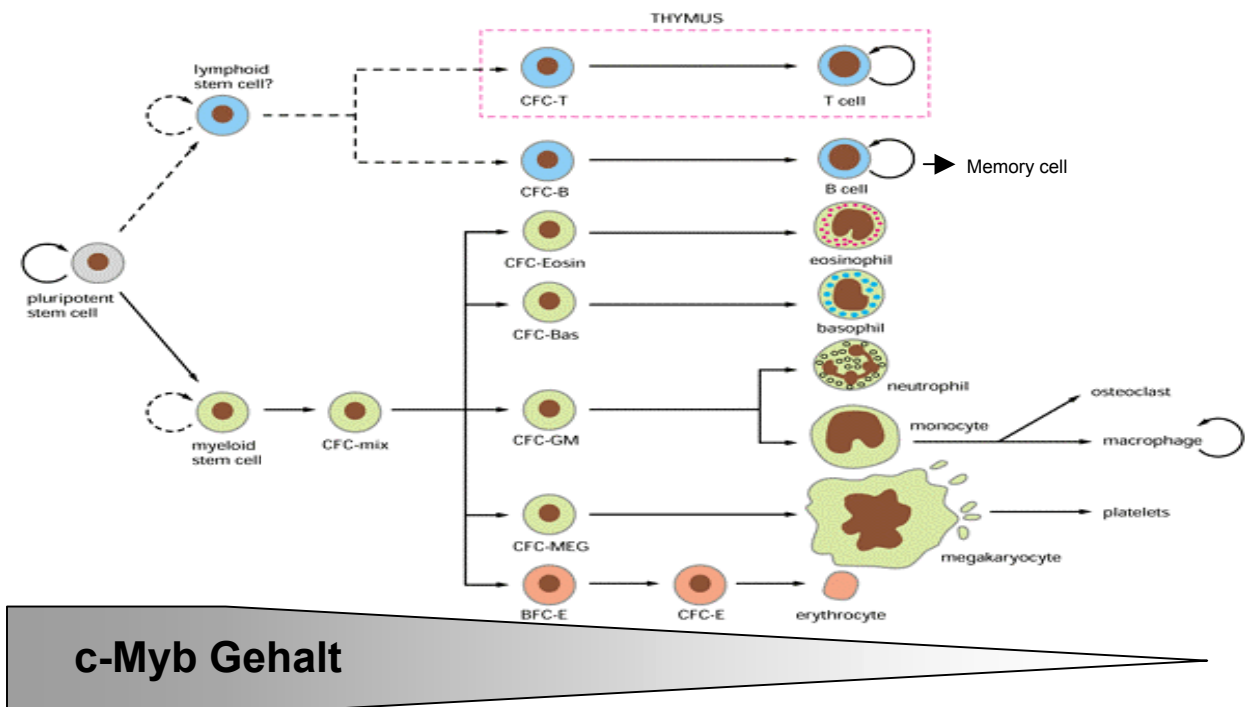 THYMUS
lymphoid
stem cell?
CFC-T
T cell
CFC-B
B cell
Memory cell
pluripotent
stem cell
CFC-Eosin
eosinophil
CFC-Bas
basophil
myeloid
stem cell
CFC-mix
CFC-GM
neutrophil
monocyte
osteoclast
macrophage
CFC-MEG
megakaryocyte
platelets
BFC-E
CFC-E
erythrocyte
c-Myb Gehalt